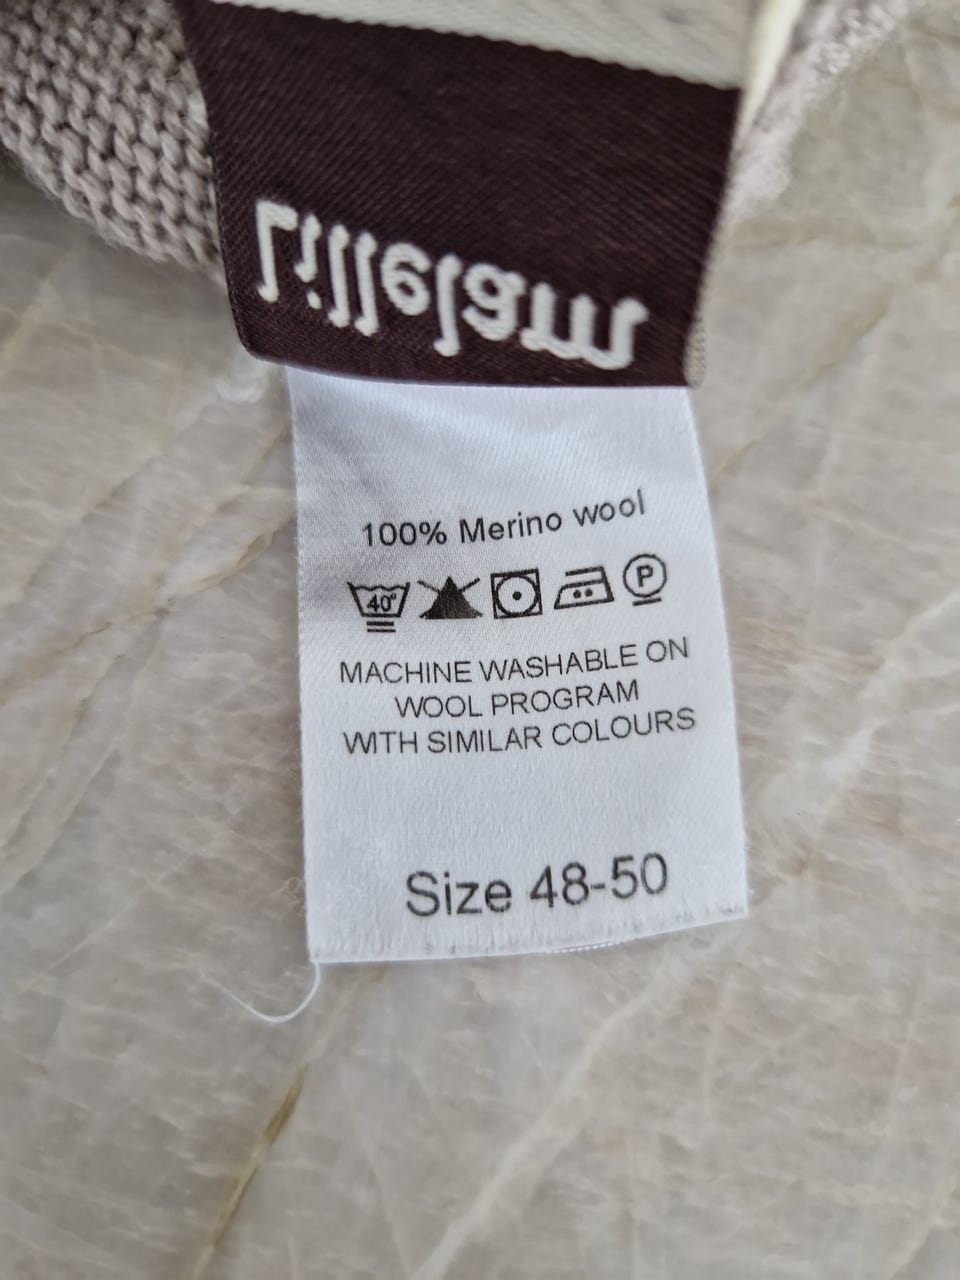 Lillelam
100% Merino wool
40° P
MACHINE WASHABLE ON
WOOL PROGRAM
WITH SIMILAR COLOURS
Size 48-50